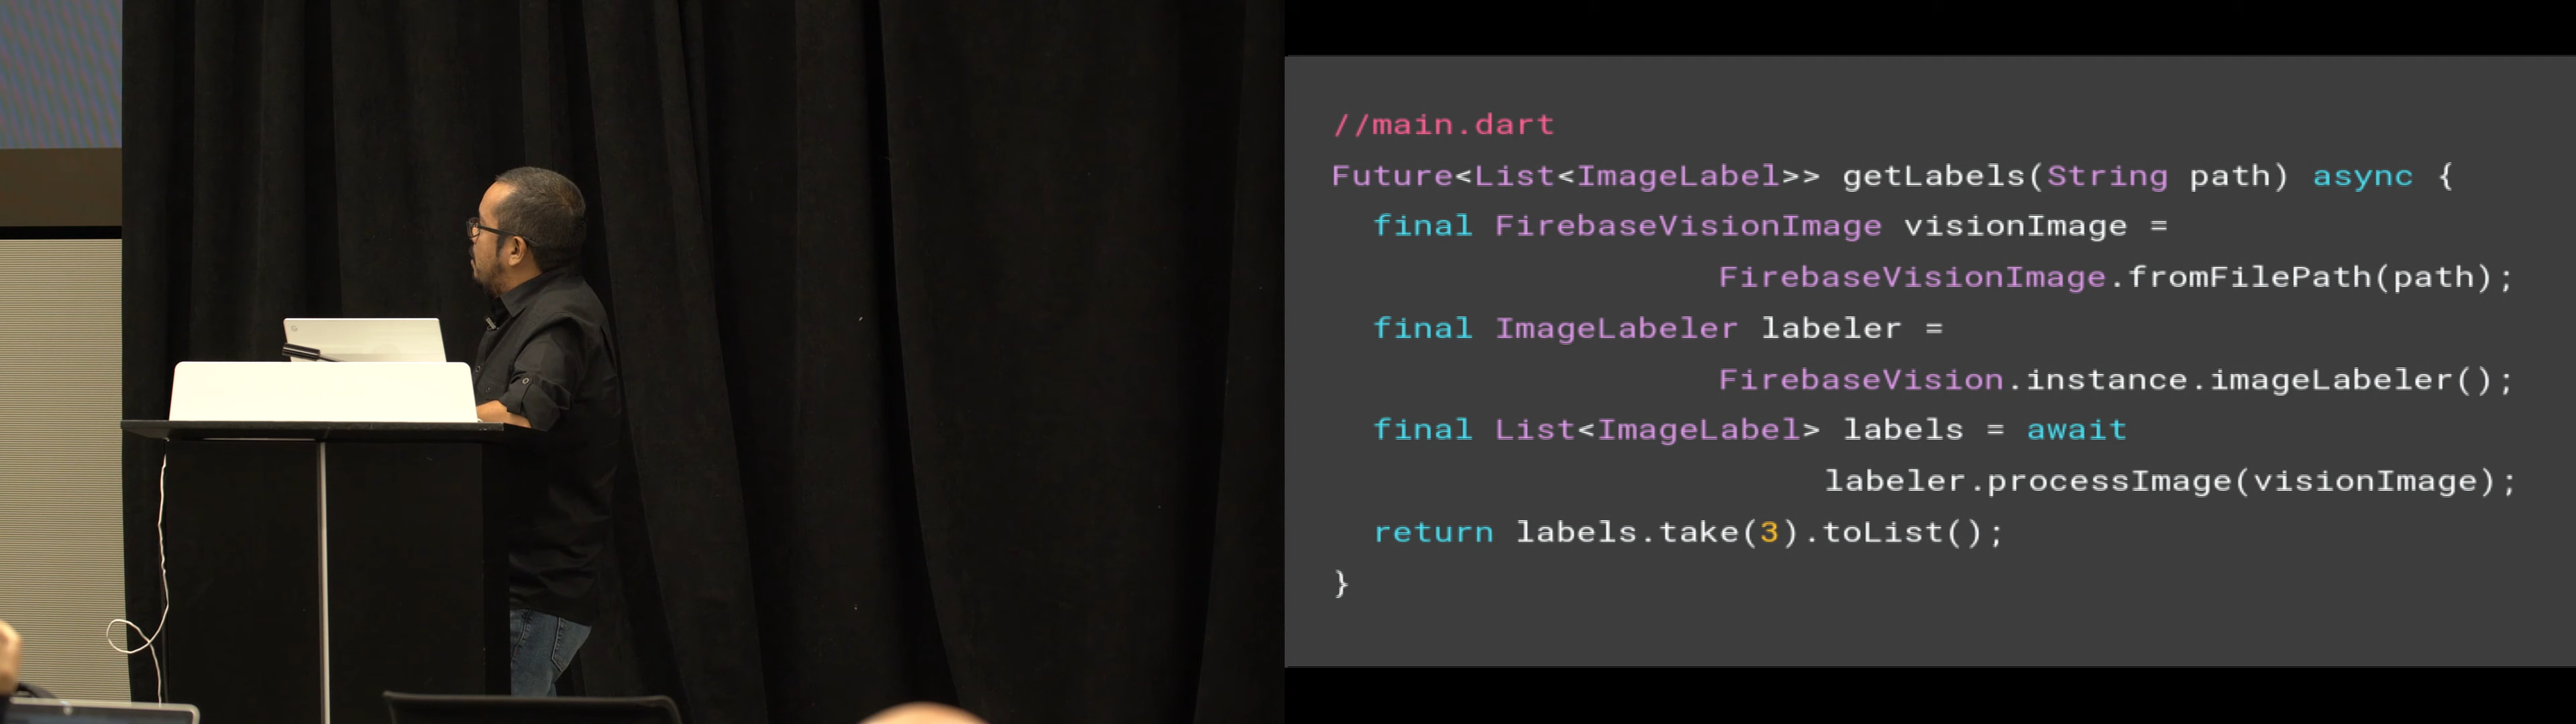 //main.dart
Future<List<ImageLabel>> getLabels(String path) async {
final FirebaseVisionImage visionImage =
FirebaseVisionImage.fromFilePath(path);
final ImageLabeler labeler =
FirebaseVision.instance.imageLabeler();
final List<ImageLabel> labels = await
labeler.processImage(visionImage);
return labels.take(3).toList();
}